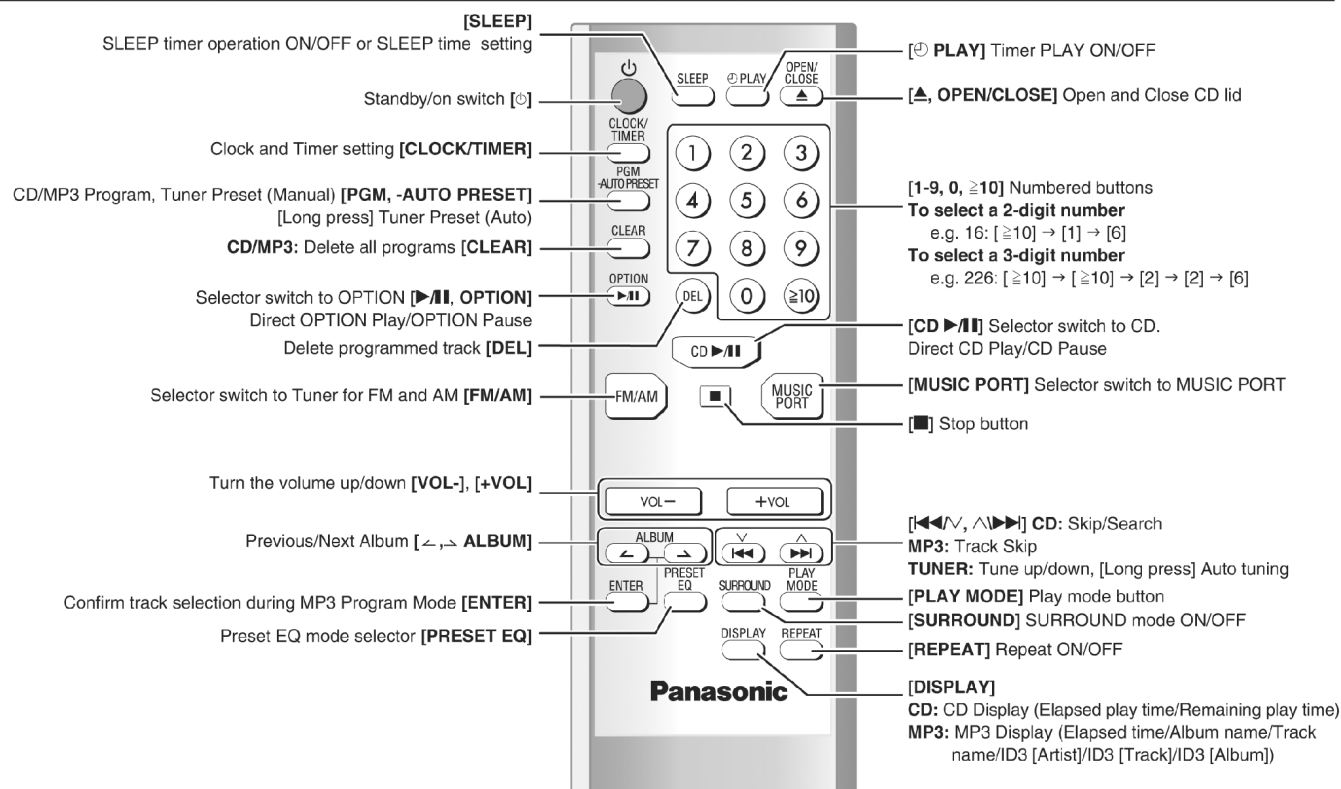 [SLEEP]
SLEEP timer operation ON/OFF or SLEEP time setting
Standby/on switch [⏻]
Clock and Timer setting [CLOCK/TIMER]
CD/MP3 Program, Tuner Preset (Manual) [PGM, -AUTO PRESET]
[Long press] Tuner Preset (Auto)
CD/MP3: Delete all programs [CLEAR]
Selector switch to OPTION [▶/❚❚, OPTION]
Direct OPTION Play/OPTION Pause
Delete programmed track [DEL]
Selector switch to Tuner for FM and AM [FM/AM]
Turn the volume up/down [VOL-], [+VOL]
Previous/Next Album [∠,⦣ ALBUM]
Confirm track selection during MP3 Program Mode [ENTER]
Preset EQ mode selector [PRESET EQ]
⏻
SLEEP
◴ PLAY
OPEN/
CLOSE
▲
CLOCK/
TIMER
1 2 3
PGM
-AUTO PRESET
4 5 6
CLEAR
7 8 9
OPTION
▶/❚❚
DEL
0
≧10
CD ▶/❚❚
FM/AM
■
MUSIC
PORT
VOL−
+VOL
ALBUM
∨ ∧
⏮ ⏭
ENTER
PRESET
EQ
SURROUND
PLAY
MODE
DISPLAY
REPEAT
Panasonic
[◴ PLAY] Timer PLAY ON/OFF
[▲, OPEN/CLOSE] Open and Close CD lid
[1-9, 0, ≧10] Numbered buttons
To select a 2-digit number
e.g. 16: [≧10] → [1] → [6]
To select a 3-digit number
e.g. 226: [≧10] → [≧10] → [2] → [2] → [6]
[CD ▶/❚❚] Selector switch to CD.
Direct CD Play/CD Pause
[MUSIC PORT] Selector switch to MUSIC PORT
[■] Stop button
[⏮/∨, ∧\⏭] CD: Skip/Search
MP3: Track Skip
TUNER: Tune up/down, [Long press] Auto tuning
[PLAY MODE] Play mode button
[SURROUND] SURROUND mode ON/OFF
[REPEAT] Repeat ON/OFF
[DISPLAY]
CD: CD Display (Elapsed play time/Remaining play time)
MP3: MP3 Display (Elapsed time/Album name/Track
name/ID3 [Artist]/ID3 [Track]/ID3 [Album])